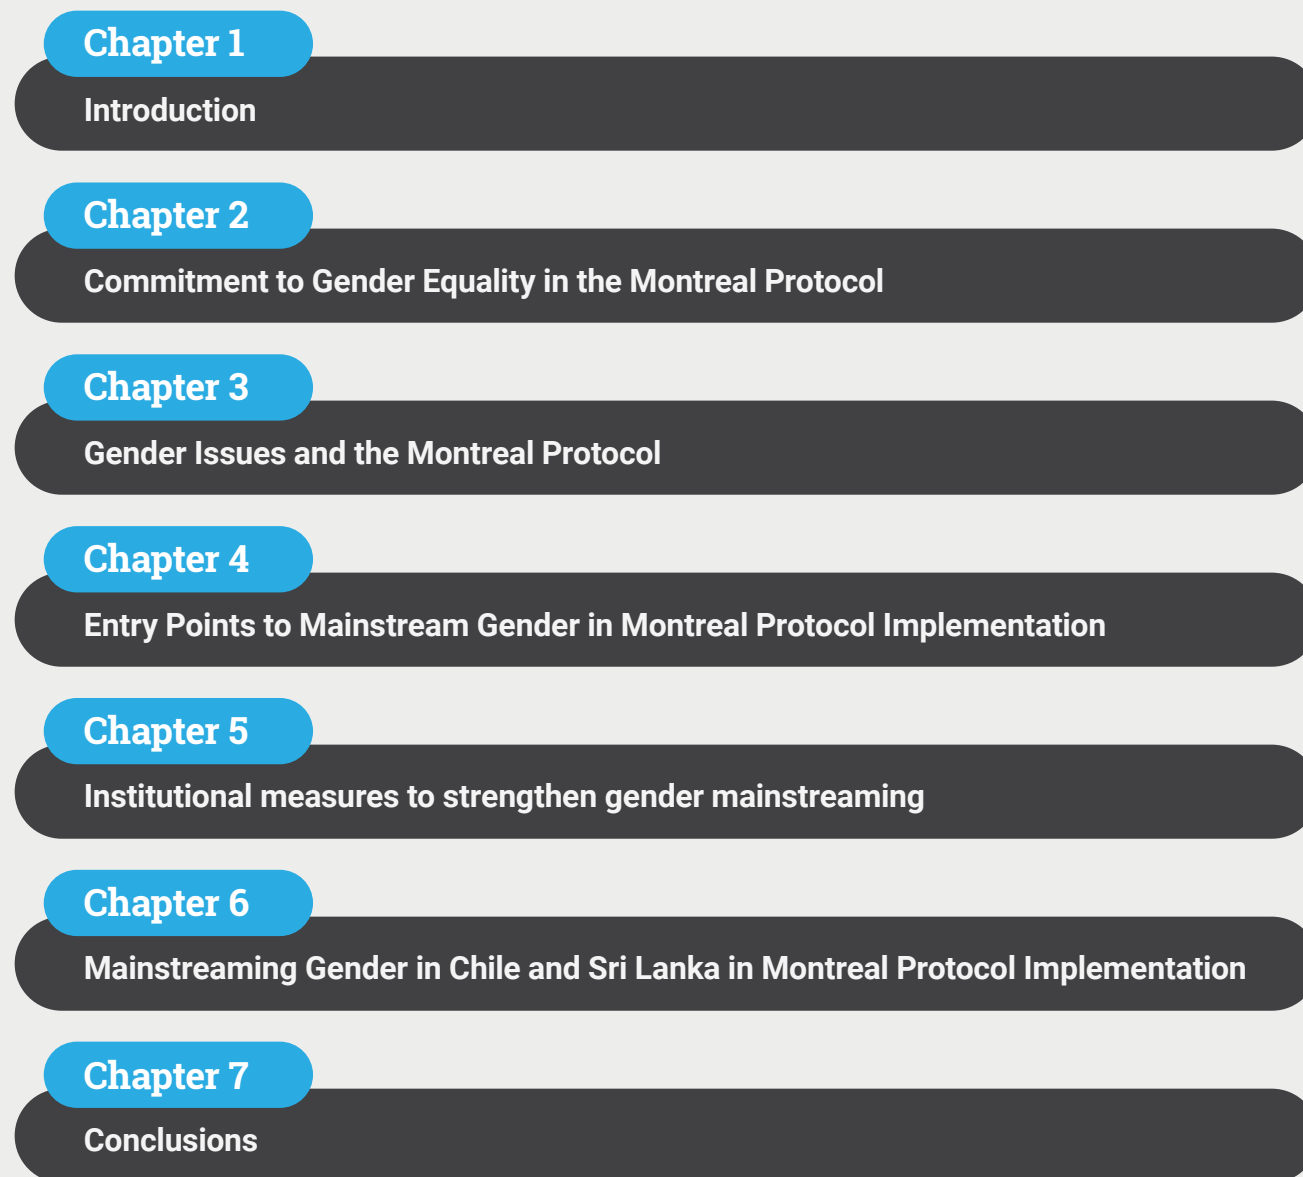 Chapter 1
Introduction
Chapter 2
Commitment to Gender Equality in the Montreal Protocol
Chapter 3
Gender Issues and the Montreal Protocol
Chapter 4
Entry Points to Mainstream Gender in Montreal Protocol Implementation
Chapter 5
Institutional measures to strengthen gender mainstreaming
Chapter 6
Mainstreaming Gender in Chile and Sri Lanka in Montreal Protocol Implementation
Chapter 7
Conclusions